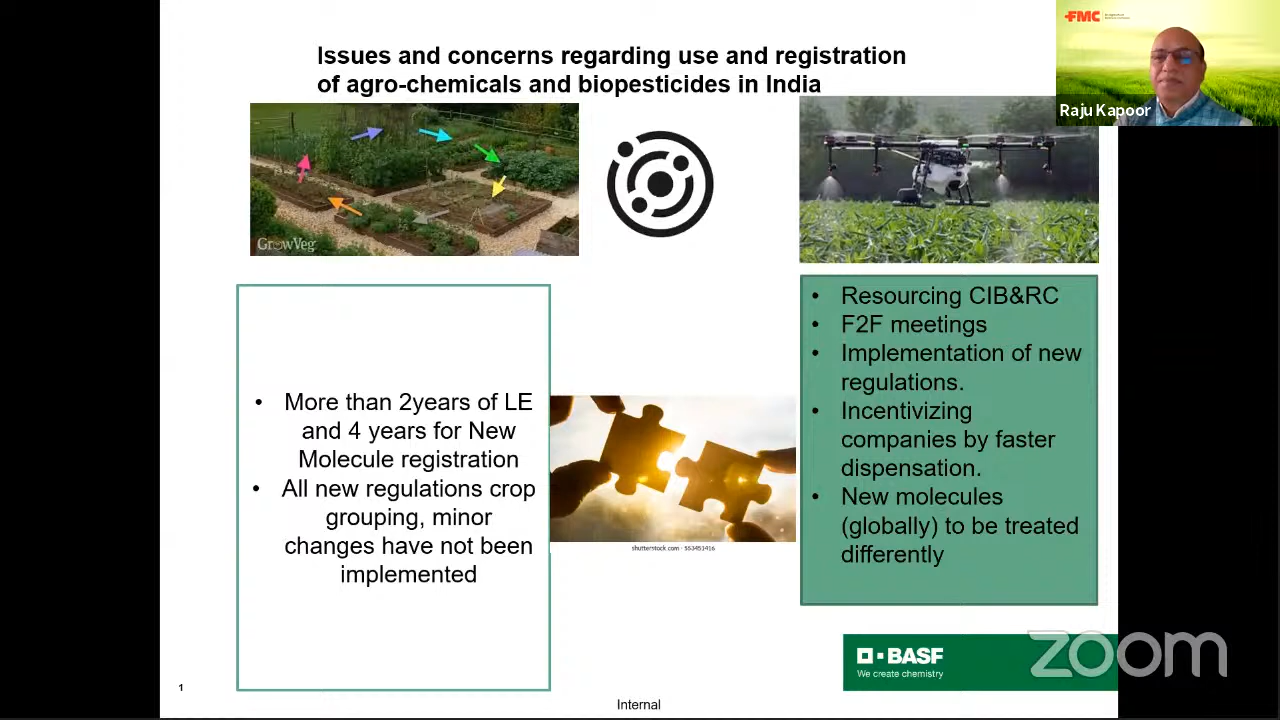 FMC
Raju Kapoor
Issues and concerns regarding use and registration
of agro-chemicals and biopesticides in India
GrowVeg
• More than 2years of LE
and 4 years for New
Molecule registration
• All new regulations crop
grouping, minor
changes have not been
implemented
shutterstock.com · 553451416
• Resourcing CIB&RC
• F2F meetings
• Implementation of new
regulations.
• Incentivizing
companies by faster
dispensation.
• New molecules
(globally) to be treated
differently
BASF
We create chemistry
zoom
1
Internal